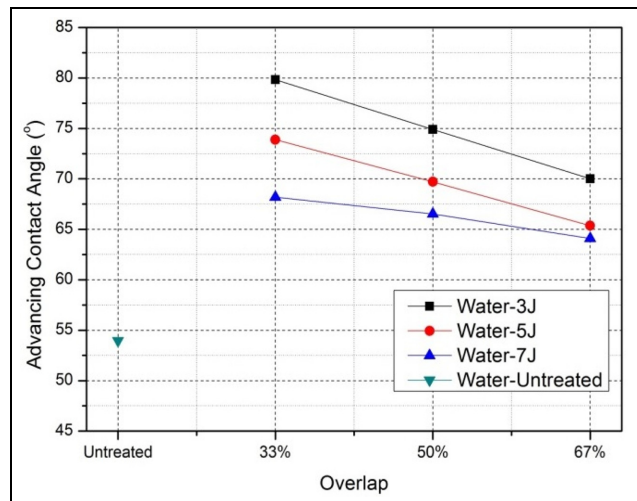 85
80
75
70
65
60
55
50
45
Advancing Contact Angle (°)
Water-3J
Water-5J
Water-7J
Water-Untreated
Untreated 33% 50% 67%
Overlap